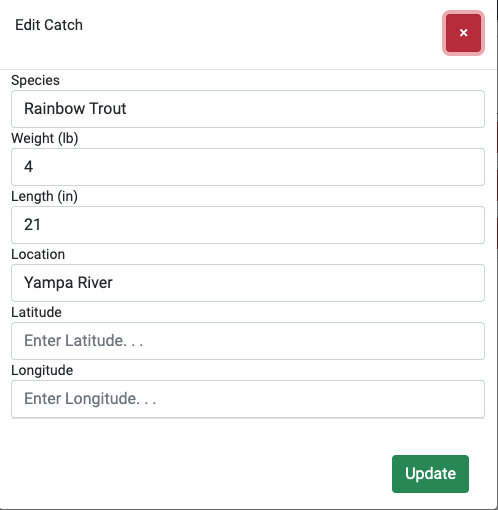 Edit Catch
×
Species
Rainbow Trout
Weight (lb)
4
Length (in)
21
Location
Yampa River
Latitude
Enter Latitude. . .
Longitude
Enter Longitude. . .
Update